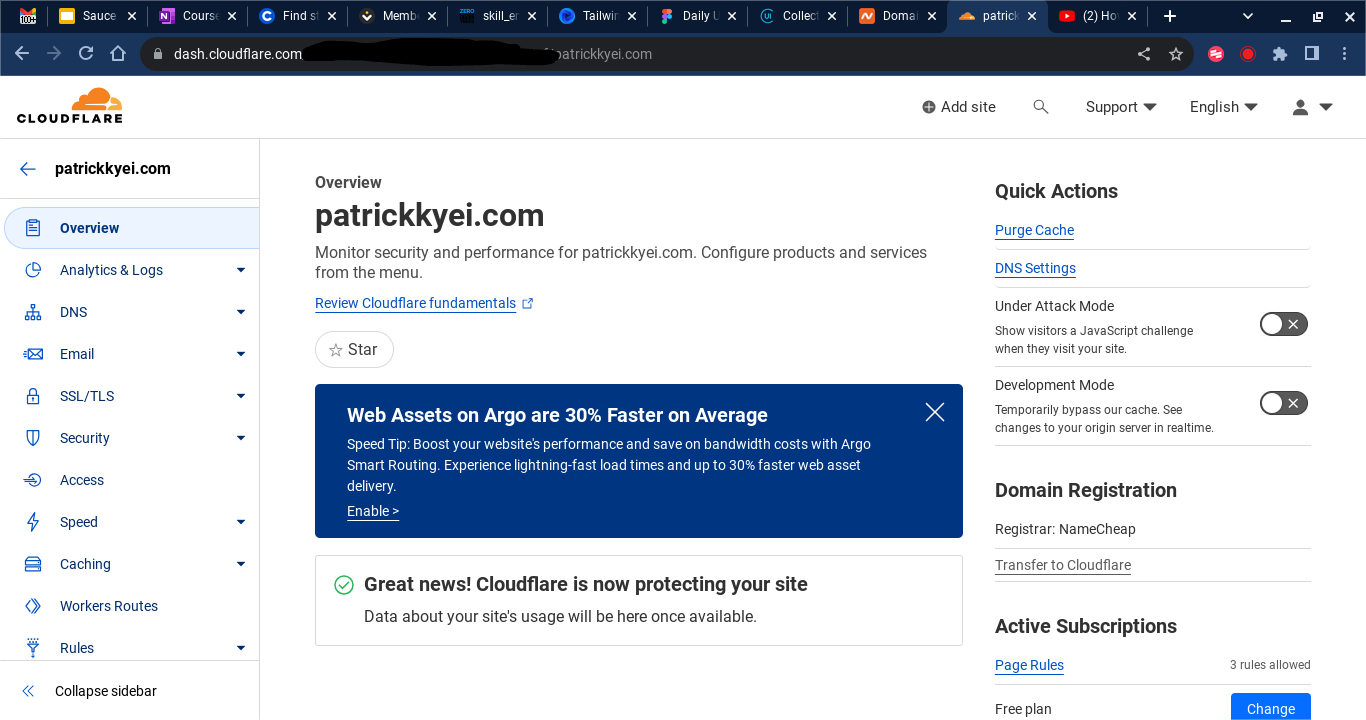 100+
Sauce
Course
Find st
Membe
ZERO
skill_en
Tailwin
Daily U
UI
Collect
Domai
patrick
(2) How
dash.cloudflare.com
patrickkyei.com
CLOUDFLARE
Add site
Support
English
patrickkyei.com
Overview
Analytics & Logs
DNS
Email
SSL/TLS
Security
Access
Speed
Caching
Workers Routes
Rules
Collapse sidebar
Overview
patrickkyei.com
Monitor security and performance for patrickkyei.com. Configure products and services
from the menu.
Review Cloudflare fundamentals
Star
Web Assets on Argo are 30% Faster on Average
Speed Tip: Boost your website's performance and save on bandwidth costs with Argo
Smart Routing. Experience lightning-fast load times and up to 30% faster web asset
delivery.
Enable >
Great news! Cloudflare is now protecting your site
Data about your site's usage will be here once available.
Quick Actions
Purge Cache
DNS Settings
Under Attack Mode
Show visitors a JavaScript challenge
when they visit your site.
Development Mode
Temporarily bypass our cache. See
changes to your origin server in realtime.
Domain Registration
Registrar: NameCheap
Transfer to Cloudflare
Active Subscriptions
Page Rules
3 rules allowed
Free plan
Change